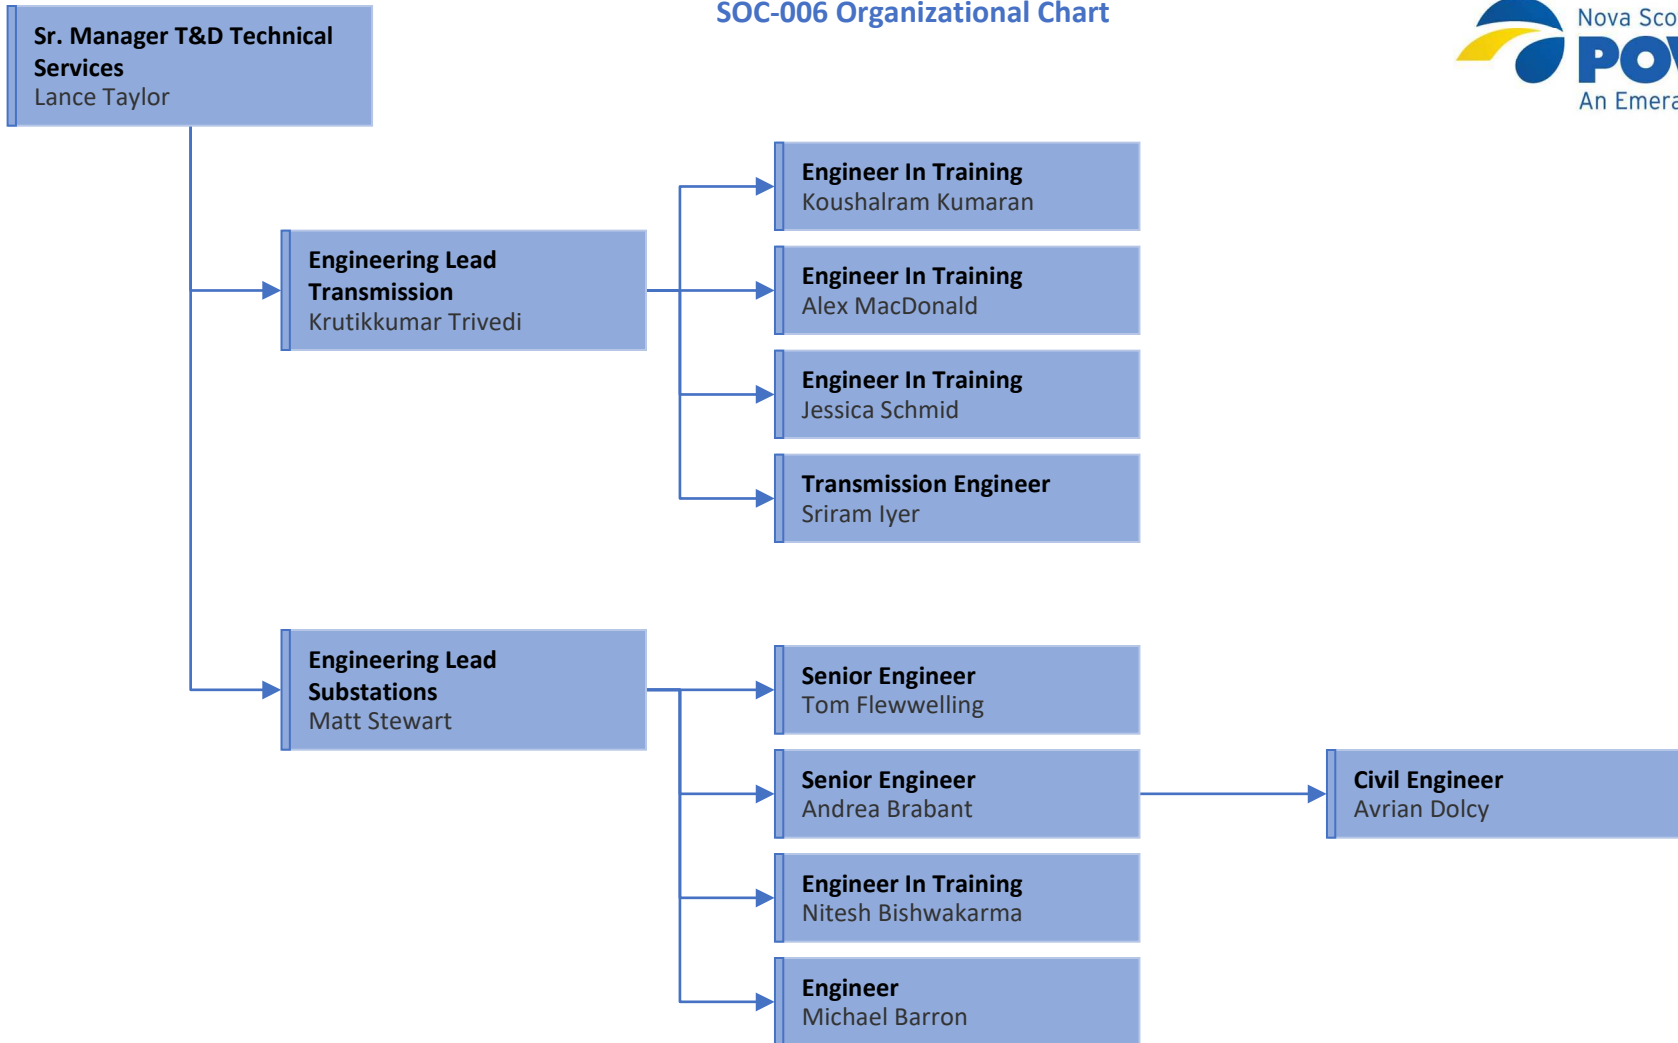 SOC-006 Organizational Chart
Nova Sco
POW
An Emera
Sr. Manager T&D Technical
Services
Lance Taylor
Engineer In Training
Koushalram Kumaran
Engineering Lead
Transmission
Krutikkumar Trivedi
Engineer In Training
Alex MacDonald
Engineer In Training
Jessica Schmid
Transmission Engineer
Sriram Iyer
Engineering Lead
Substations
Matt Stewart
Senior Engineer
Tom Flewwelling
Senior Engineer
Andrea Brabant
Civil Engineer
Avrian Dolcy
Engineer In Training
Nitesh Bishwakarma
Engineer
Michael Barron